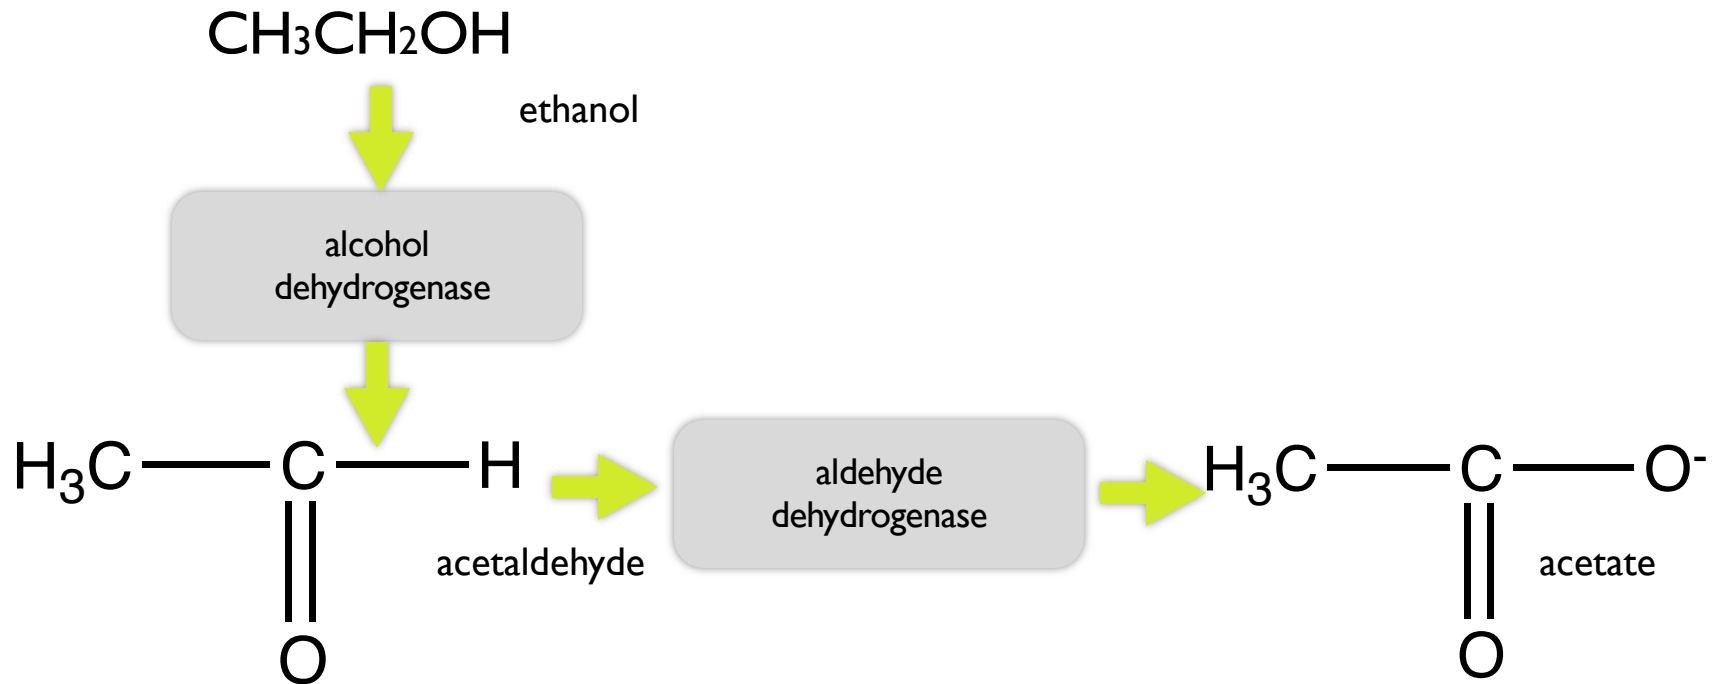 CH3CH2OH
ethanol
alcohol
dehydrogenase
H3C C H
O
acetaldehyde
aldehyde
dehydrogenase
H3C C O-
O
acetate